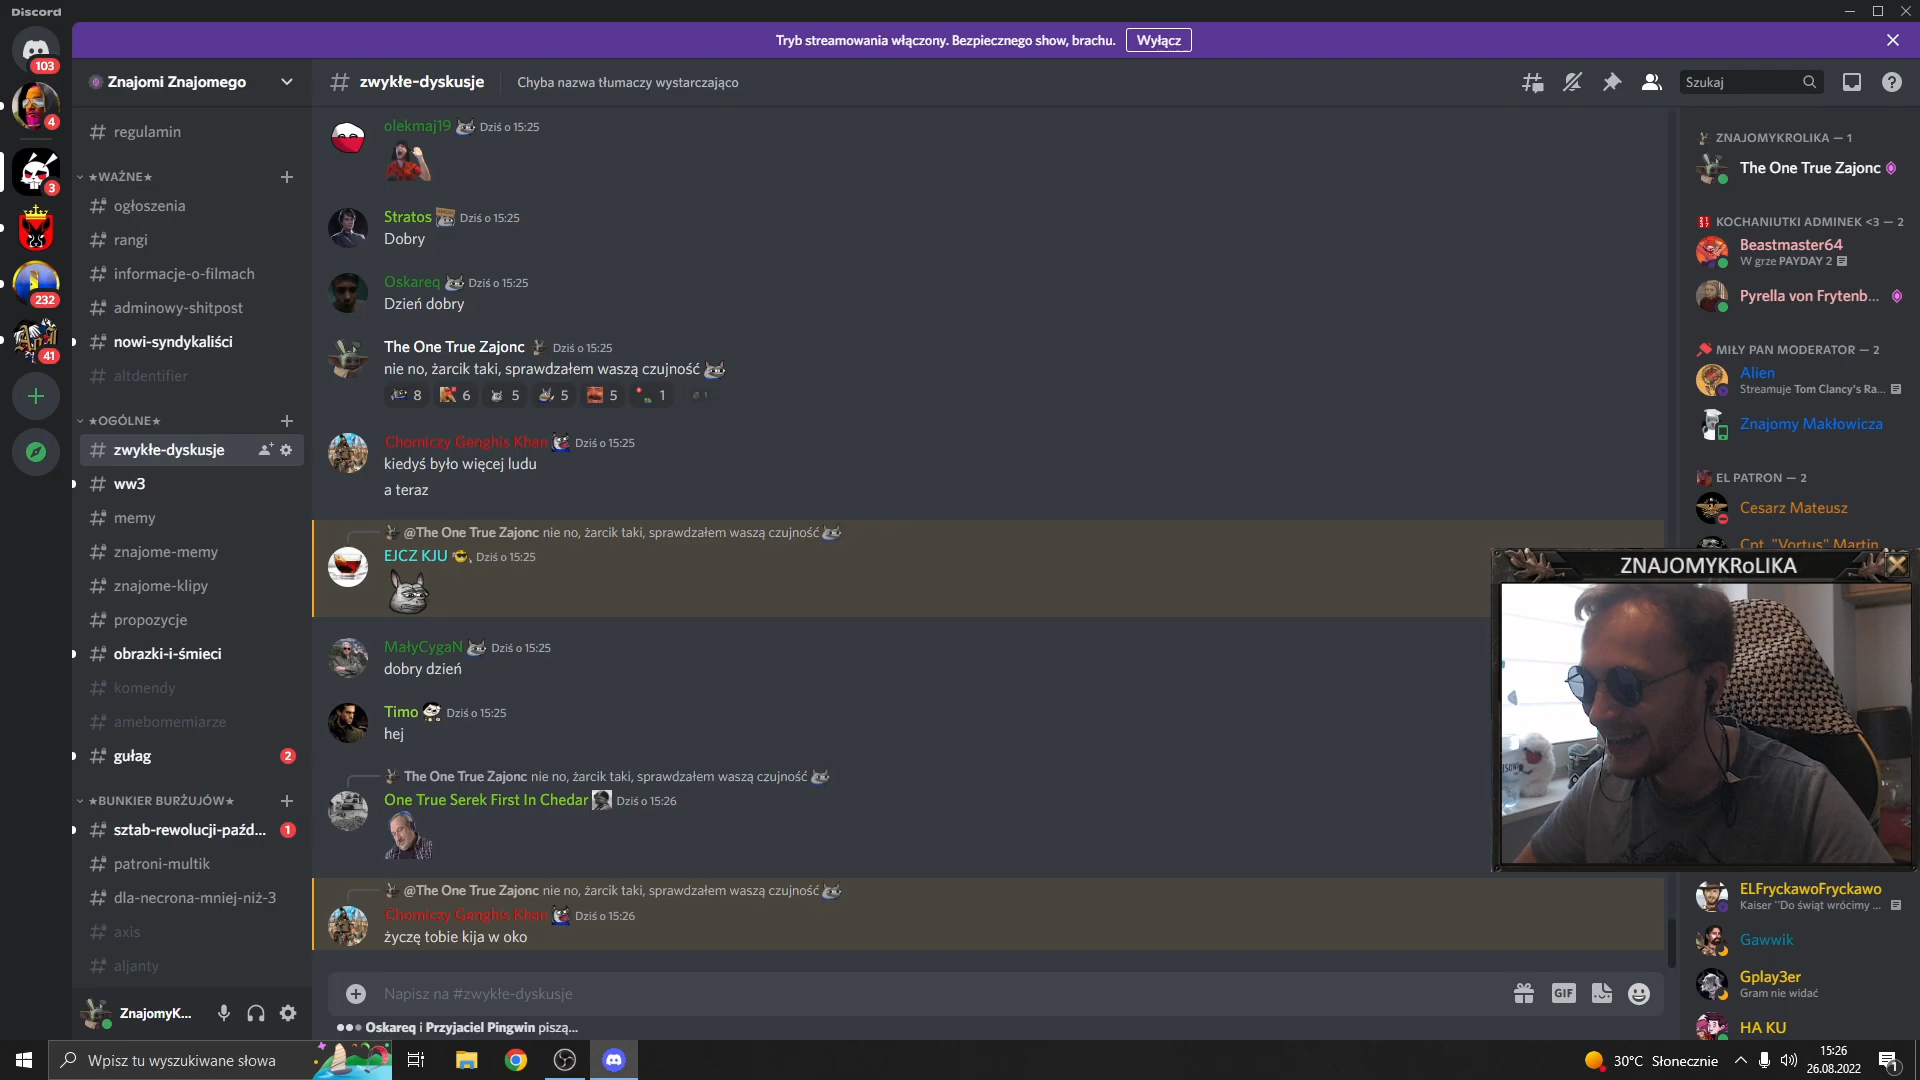 Discord
Tryb streamowania włączony. Bezpiecznego show, brachu.
Wyłącz
103
4
3
232
41
Znajomi Znajomego
regulamin
★WAŻNE★
ogłoszenia
rangi
informacje-o-filmach
adminowy-shitpost
nowi-syndykaliści
altdentifier
★OGÓLNE★
zwykłe-dyskusje
ww3
memy
znajome-memy
znajome-klipy
propozycje
obrazki-i-śmieci
komendy
amebomemiarze
gułag 2
★BUNKIER BURŻUJÓW★
sztab-rewolucji-paźd... 1
patroni-multik
dla-necrona-mniej-niż-3
axis
aljanty
ZnajomyK...
zwykłe-dyskusje
Chyba nazwa tłumaczy wystarczająco
Szukaj
olekmaj19 Dziś o 15:25
Stratos Dziś o 15:25
Dobry
Oskareq Dziś o 15:25
Dzień dobry
The One True Zajonc Dziś o 15:25
nie no, żarcik taki, sprawdzałem waszą czujność
8 6 5 5 5 1 1
Chomiczy Genghis Khan Dziś o 15:25
kiedyś było więcej ludu
a teraz
@The One True Zajonc nie no, żarcik taki, sprawdzałem waszą czujność
EJCZ KJU Dziś o 15:25
MałyCygaN Dziś o 15:25
dobry dzień
Timo Dziś o 15:25
hej
The One True Zajonc nie no, żarcik taki, sprawdzałem waszą czujność
One True Serek First In Chedar Dziś o 15:26
@The One True Zajonc nie no, żarcik taki, sprawdzałem waszą czujność
Chomiczy Genghis Khan Dziś o 15:26
życzę tobie kija w oko
Napisz na #zwykłe-dyskusje
GIF
Oskareq i Przyjaciel Pingwin piszą...
ZNAJOMYKROLIKA — 1
The One True Zajonc
KOCHANIUTKI ADMINEK <3 — 2
Beastmaster64
W grze PAYDAY 2
Pyrella von Frytenb...
MIŁY PAN MODERATOR — 2
Alien
Streamuje Tom Clancy's Ra...
Znajomy Makłowicza
EL PATRON — 2
Cesarz Mateusz
Cpt. "Vortus" Martin
ZNAJOMYKRoLIKA
ELFryckawoFryckawo
Kaiser "Do świąt wrócimy ...
Gawwik
Gplay3er
Gram nie widać
HA KU
Wpisz tu wyszukiwane słowa
30°C Słonecznie
15:26
26.08.2022
1